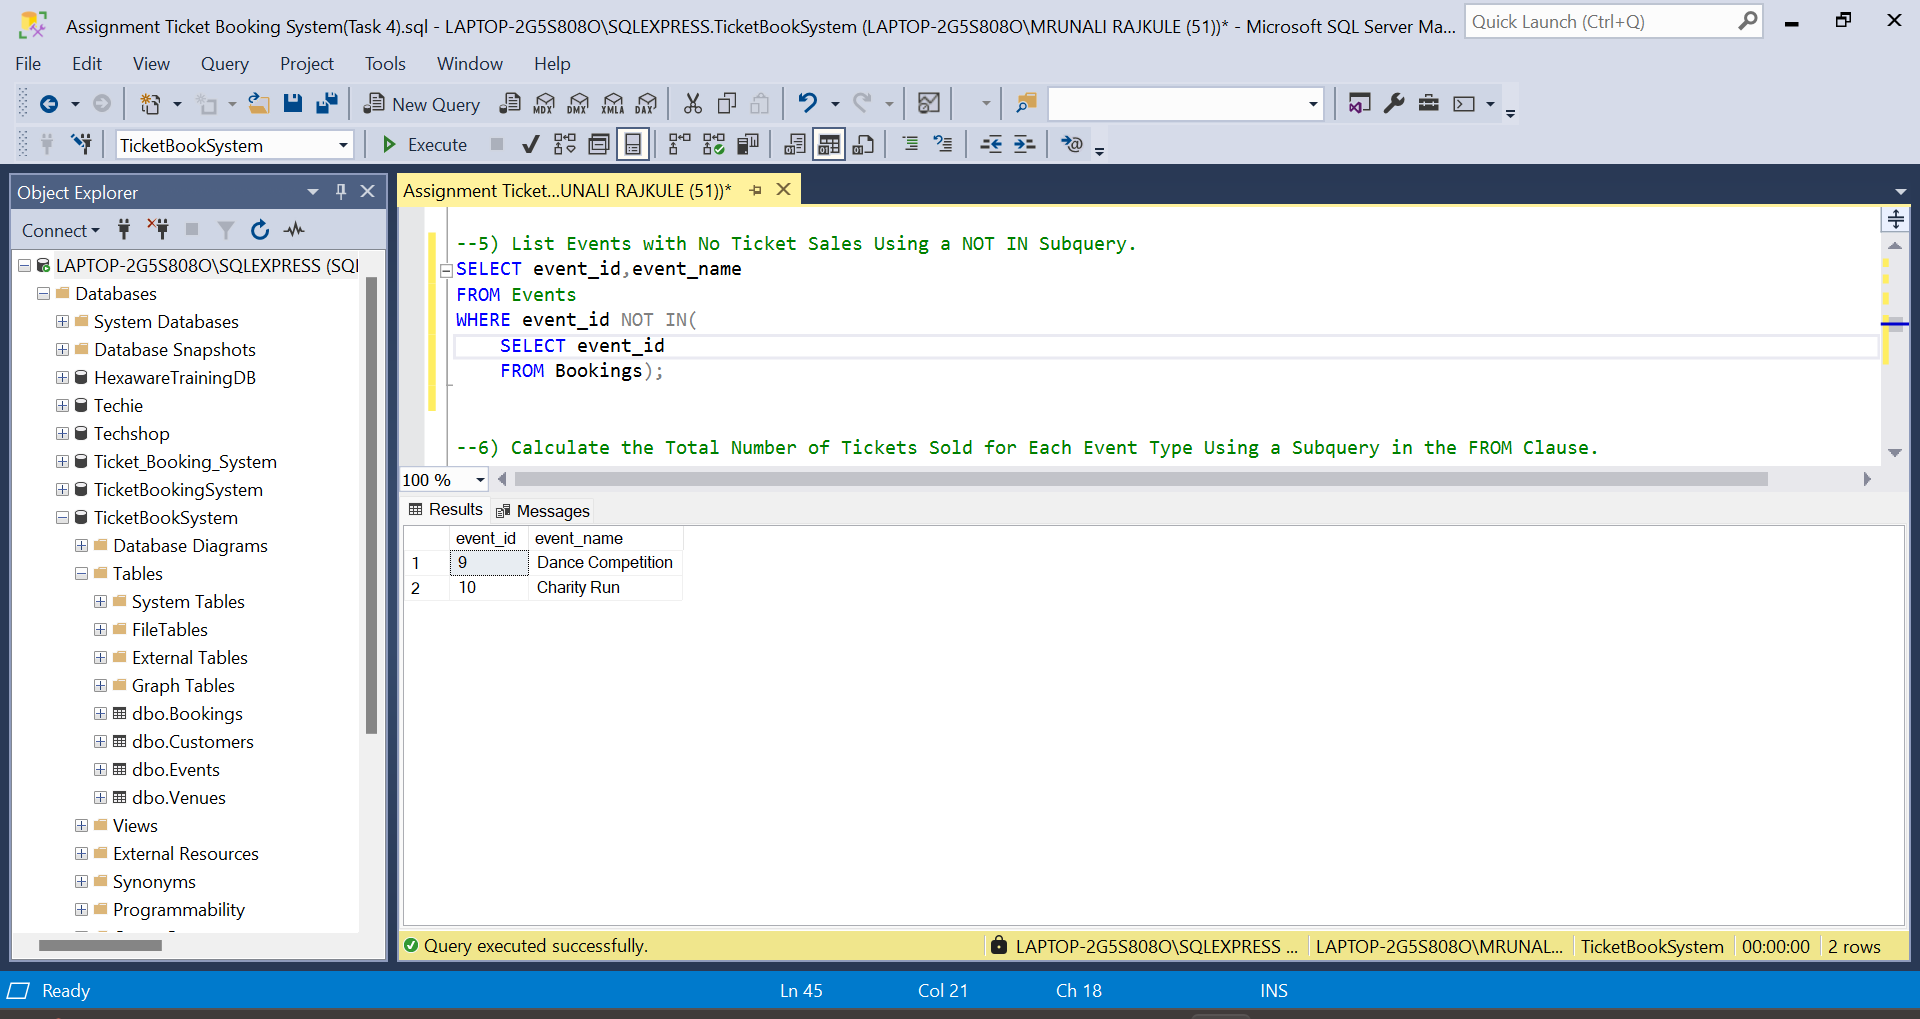 Assignment Ticket Booking System(Task 4).sql - LAPTOP-2G5S808O\SQLEXPRESS.TicketBookSystem (LAPTOP-2G5S808O\MRUNALI RAJKULE (51))* - Microsoft SQL Server Ma...
Quick Launch (Ctrl+Q)
File Edit View Query Project Tools Window Help
New Query MDX DMX XMLA DAX
TicketBookSystem Execute
Object Explorer
Assignment Ticket...UNALI RAJKULE (51))*
Connect
LAPTOP-2G5S808O\SQLEXPRESS (SQL
Databases
System Databases
Database Snapshots
HexawareTrainingDB
Techie
Techshop
Ticket_Booking_System
TicketBookingSystem
TicketBookSystem
Database Diagrams
Tables
System Tables
FileTables
External Tables
Graph Tables
dbo.Bookings
dbo.Customers
dbo.Events
dbo.Venues
Views
External Resources
Synonyms
Programmability
--5) List Events with No Ticket Sales Using a NOT IN Subquery.
SELECT event_id,event_name
FROM Events
WHERE event_id NOT IN(
SELECT event_id
FROM Bookings);
--6) Calculate the Total Number of Tickets Sold for Each Event Type Using a Subquery in the FROM Clause.
100 %
Results Messages
event_id event_name
1 9 Dance Competition
2 10 Charity Run
Query executed successfully. LAPTOP-2G5S808O\SQLEXPRESS ... LAPTOP-2G5S808O\MRUNAL... TicketBookSystem 00:00:00 2 rows
Ready Ln 45 Col 21 Ch 18 INS